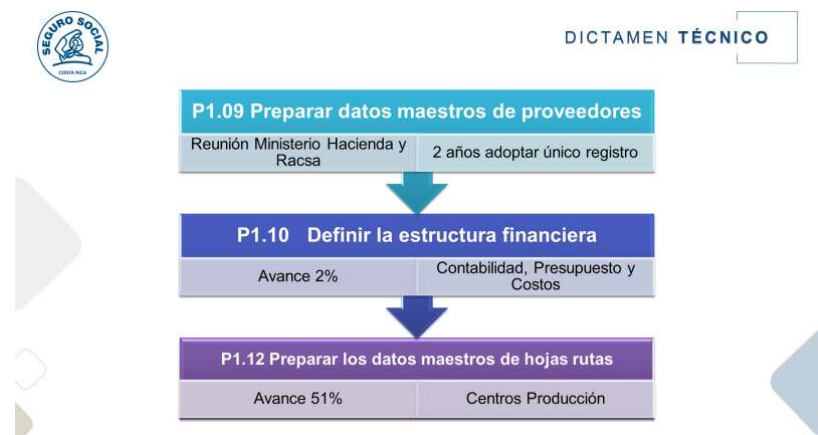 SEGURO SOCIAL
COSTA RICA
DICTAMEN TÉCNICO
P1.09 Preparar datos maestros de proveedores
Reunión Ministerio Hacienda y
Racsa
2 años adoptar único registro
P1.10 Definir la estructura financiera
Avance 2%
Contabilidad, Presupuesto y
Costos
P1.12 Preparar los datos maestros de hojas rutas
Avance 51%
Centros Producción